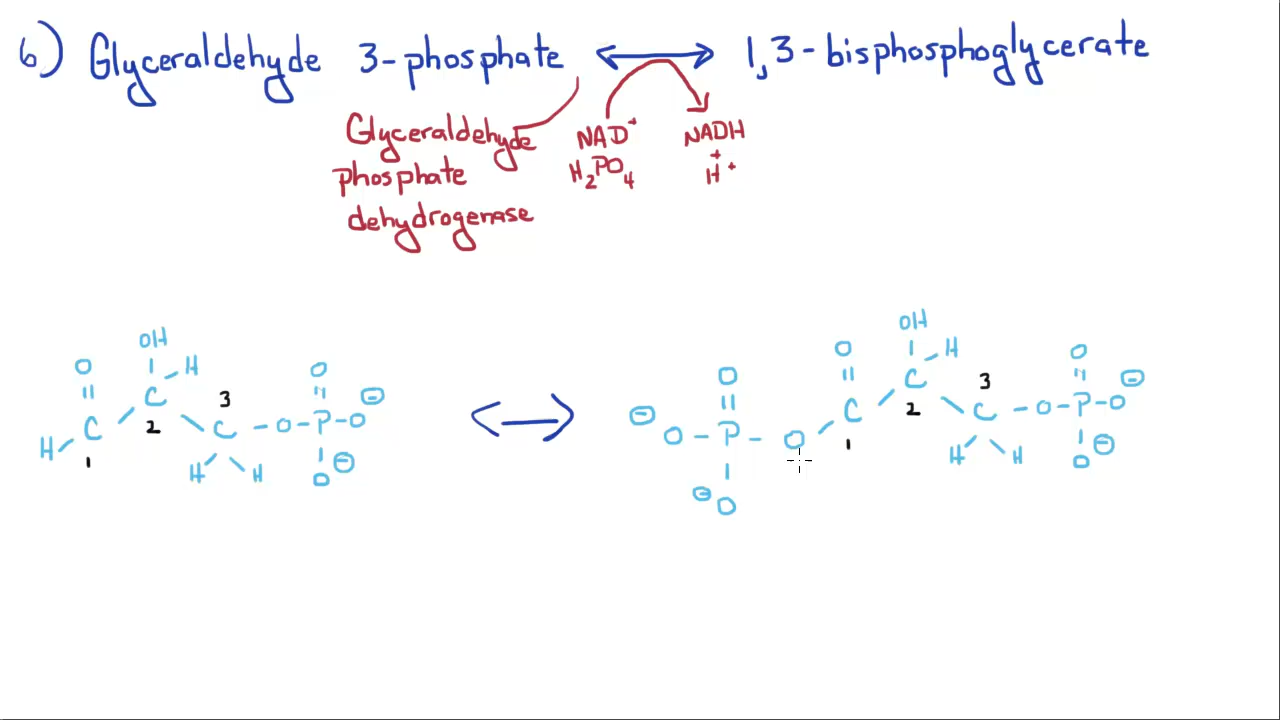 6) Glyceraldehyde 3-phosphate ⟷ 1,3-bisphosphoglycerate
Glyceraldehyde NAD+ NADH
phosphate H2PO4 + H+
dehydrogenase
OH OH
O H O O O H O
C C 3 P O ⊖ C 3
H C O O ⊖ O P O C C O P O ⊖
1 2 H H O ⊖ ⊖ O 1 2 H H O ⊖